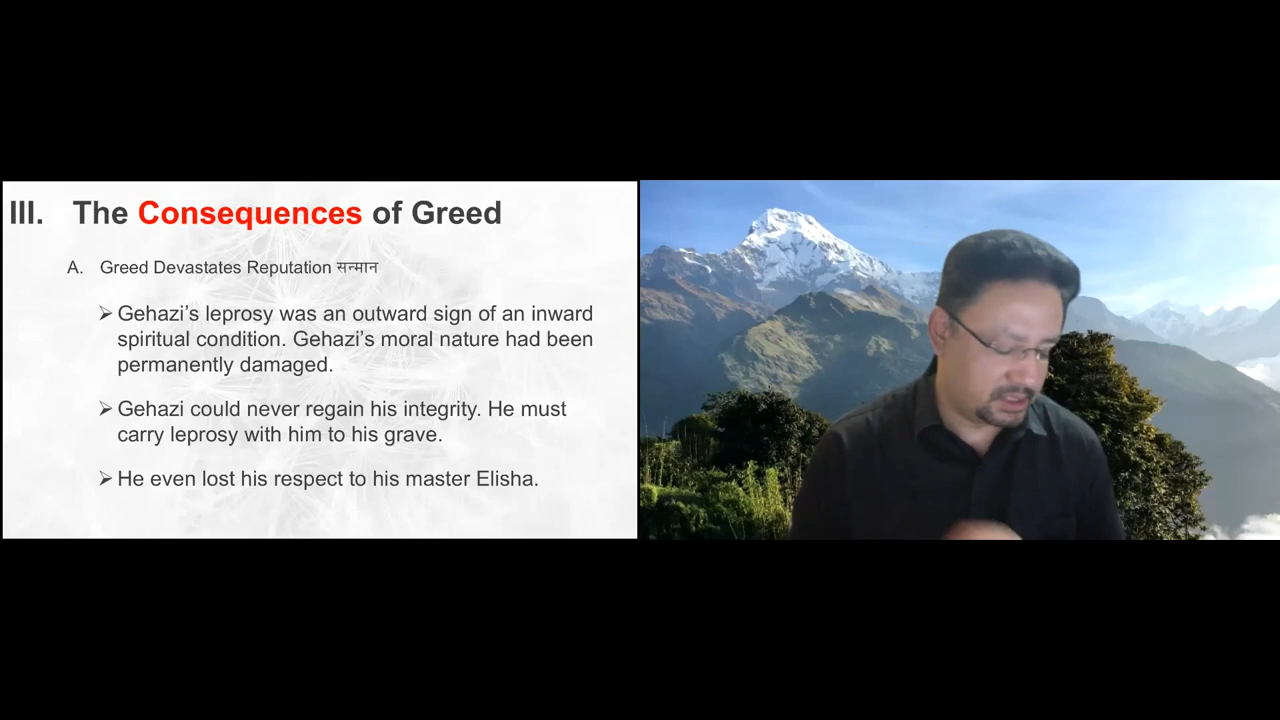 III. The Consequences of Greed
A. Greed Devastates Reputation सन्मान
➢ Gehazi’s leprosy was an outward sign of an inward
spiritual condition. Gehazi’s moral nature had been
permanently damaged.
➢ Gehazi could never regain his integrity. He must
carry leprosy with him to his grave.
➢ He even lost his respect to his master Elisha.